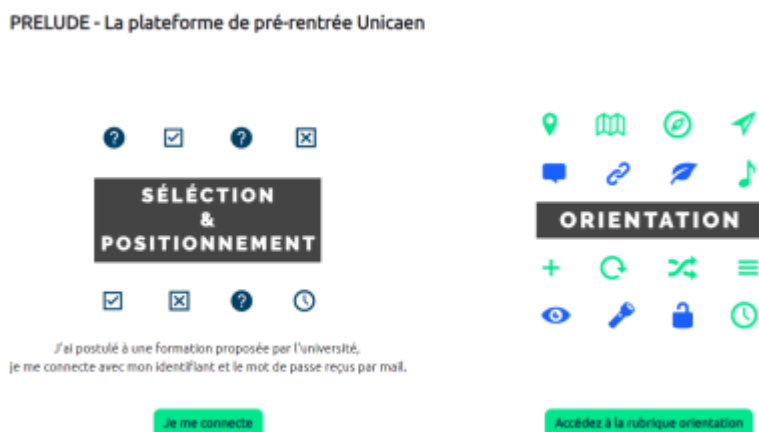 PRELUDE - La plateforme de pré-rentrée Unicaen
SÉLÉCTION
&
POSITIONNEMENT
J'ai postulé à une formation proposée par l'université,
je me connecte avec mon identifiant et le mot de passe reçus par mail.
Je me connecte
ORIENTATION
Accédez à la rubrique orientation